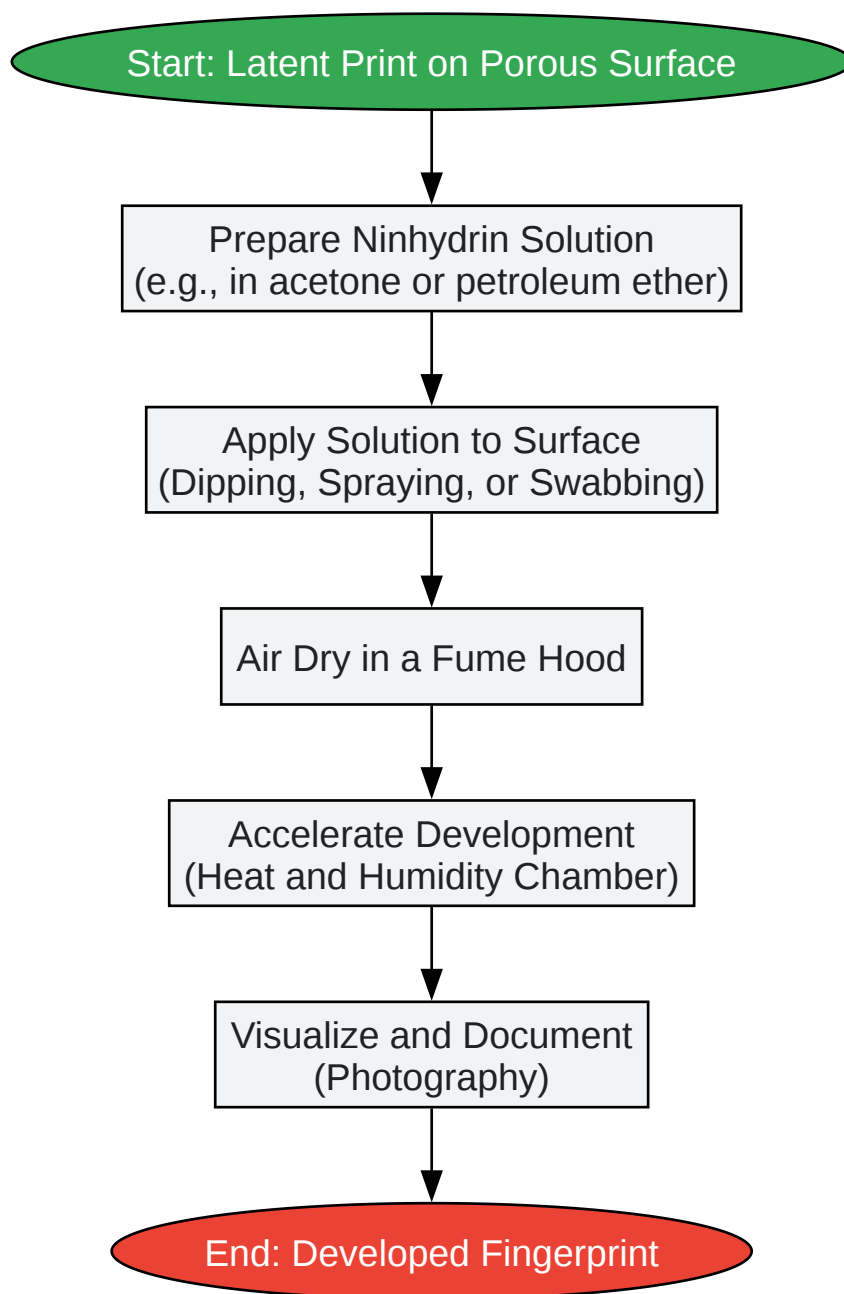 Start: Latent Print on Porous Surface
Prepare Ninhydrin Solution
(e.g., in acetone or petroleum ether)
Apply Solution to Surface
(Dipping, Spraying, or Swabbing)
Air Dry in a Fume Hood
Accelerate Development
(Heat and Humidity Chamber)
Visualize and Document
(Photography)
End: Developed Fingerprint